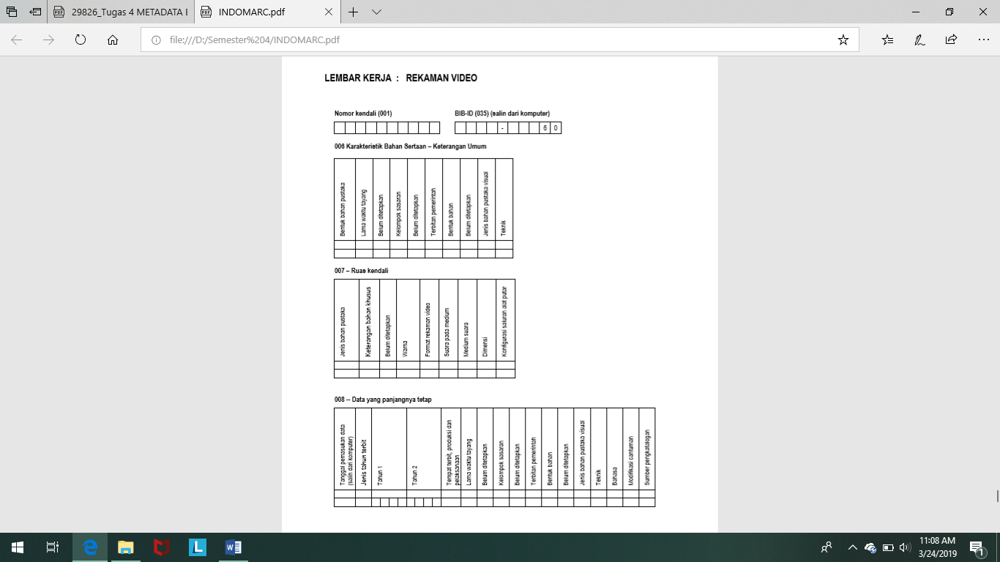 29826_Tugas 4 METADATA
INDOMARC.pdf
file:///D:/Semester%204/INDOMARC.pdf
LEMBAR KERJA : REKAMAN VIDEO
Nomor kendali (001)
BIB-ID (035) (salin dari komputer)
- 6 0
006 Karakteristik Bahan Sertaan – Keterangan Umum
Bentuk bahan pustaka
Lama waktu tayang
Belum ditetapkan
Kelompok sasaran
Belum ditetapkan
Terbitan pemerintah
Bentuk bahan
Belum ditetapkan
Jenis bahan pustaka visual
Teknik
007 – Ruas kendali
Jenis bahan pustaka
Keterangan bahan khusus
Belum ditetapkan
Warna
Format rekaman video
Suara pada medium
Medium suara
Dimensi
Konfigurasi saluran alat putar
008 -- Data yang panjangnya tetap
Tanggal pemasukan data
(salin dari komputer)
Jenis tahun terbit
Tahun 1
Tahun 2
Tempat terbit, produksi dan
pelaksanaan
Lama waktu tayang
Belum ditetapkan
Kelompok sasaran
Belum ditetapkan
Terbitan pemerintah
Bentuk bahan
Belum ditetapkan
Jenis bahan pustaka visual
Teknik
Bahasa
Modifikasi cantuman
Sumber pengkatalogan
11:08 AM
3/24/2019
1